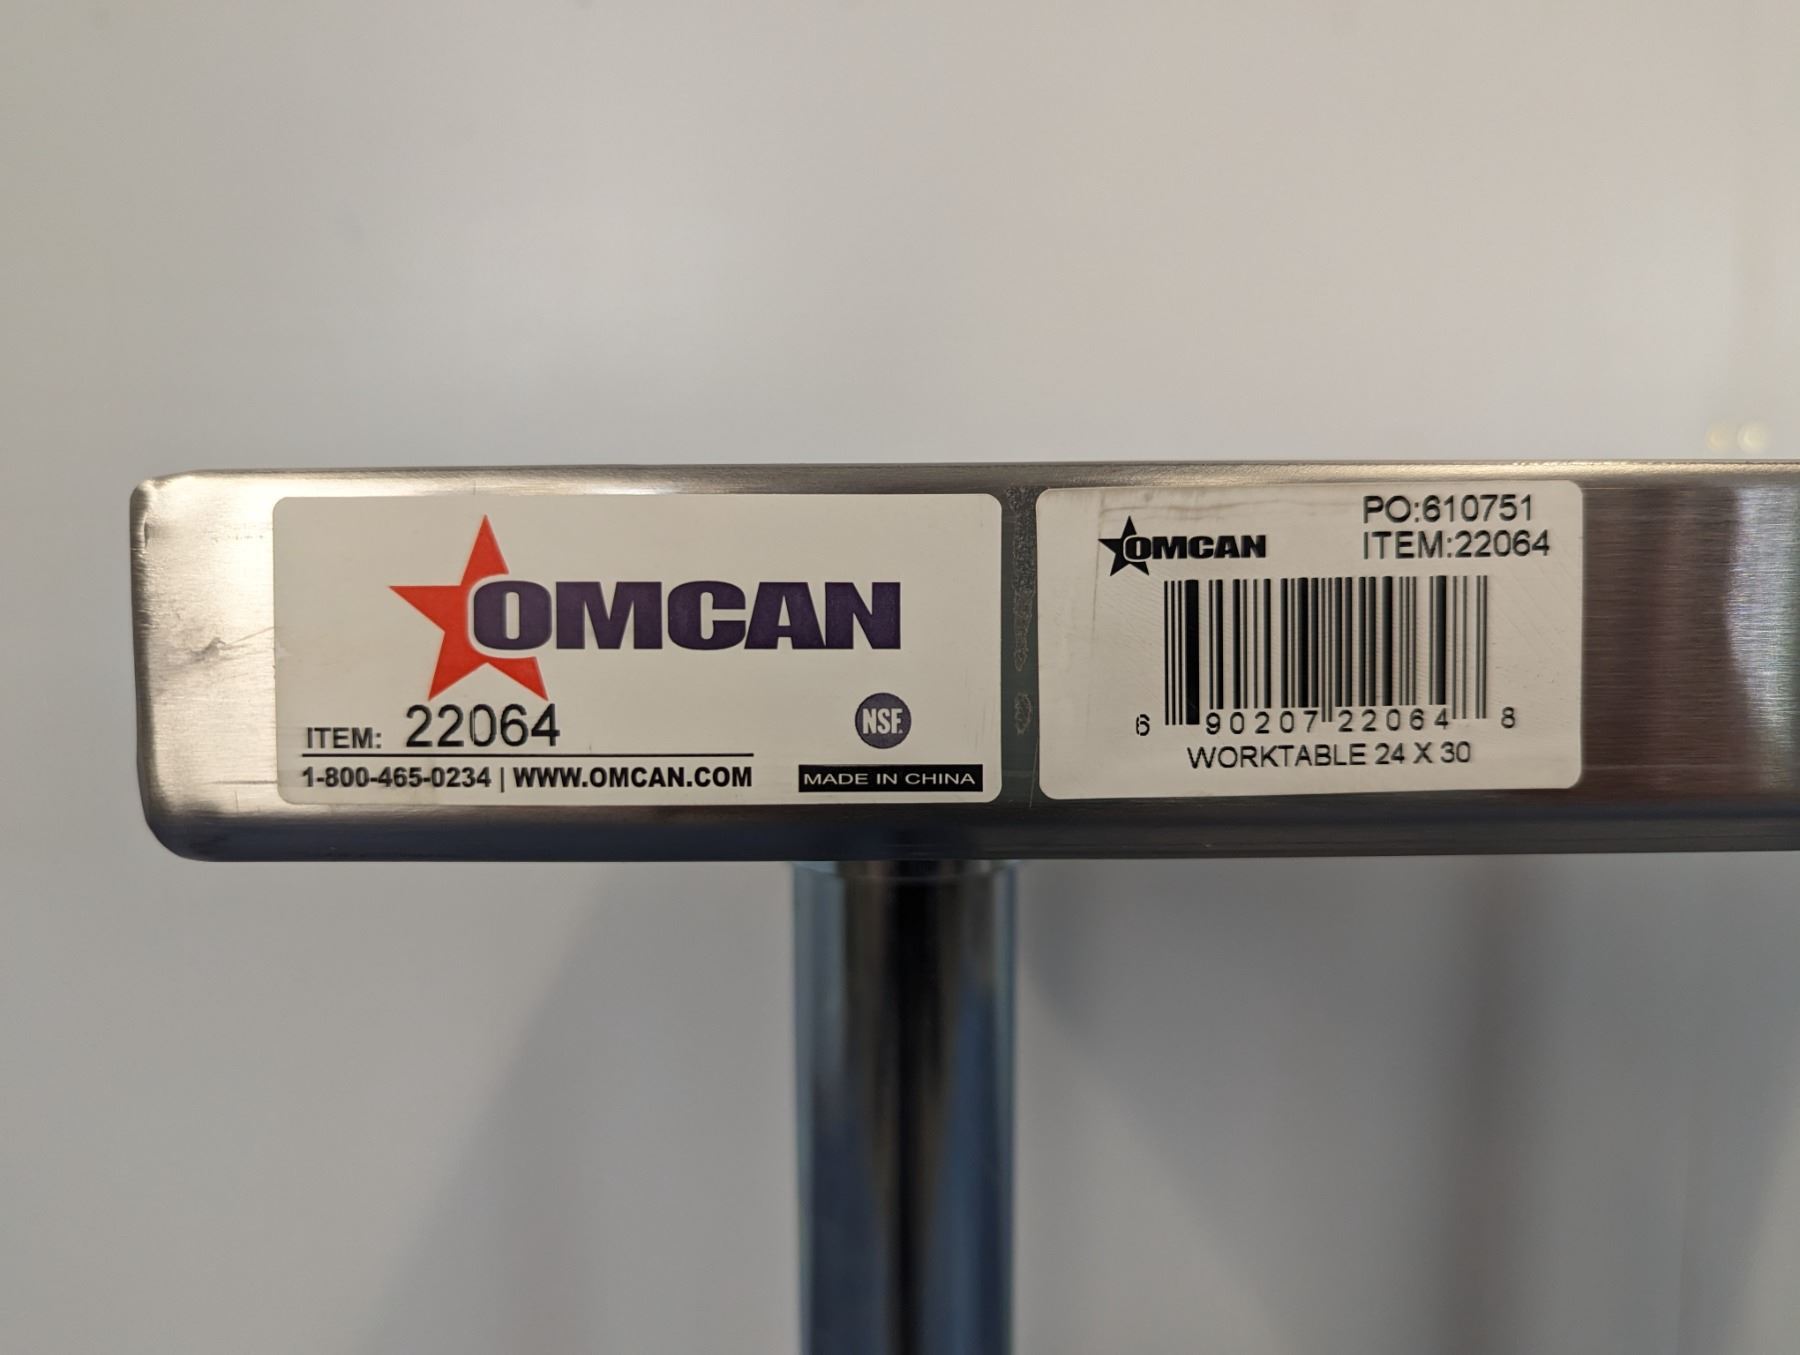 OMCAN
ITEM: 22064
1-800-465-0234 | WWW.OMCAN.COM
NSF.
MADE IN CHINA
OMCAN
PO:610751
ITEM:22064
6 90207 22064 8
WORKTABLE 24 X 30